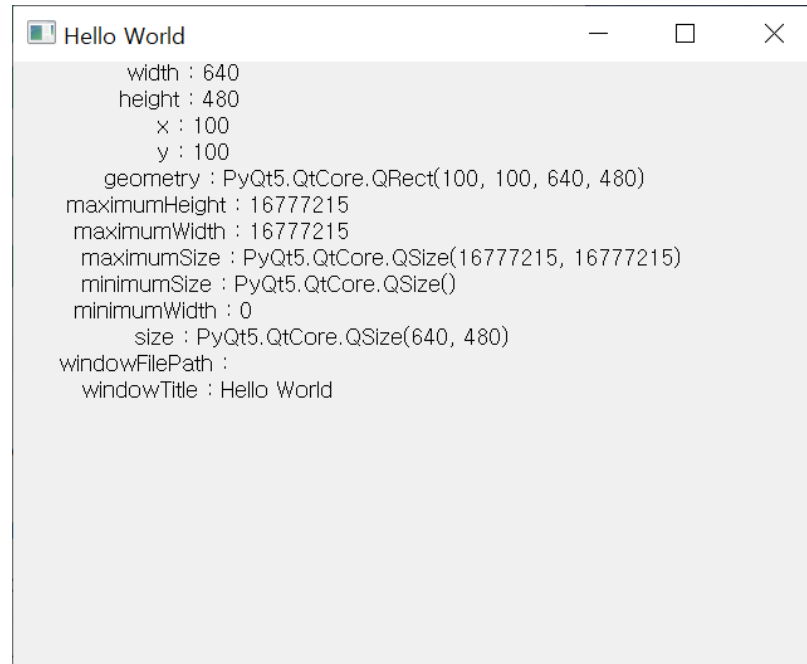 Hello World
width : 640
height : 480
x : 100
y : 100
geometry : PyQt5.QtCore.QRect(100, 100, 640, 480)
maximumHeight : 16777215
maximumWidth : 16777215
maximumSize : PyQt5.QtCore.QSize(16777215, 16777215)
minimumSize : PyQt5.QtCore.QSize()
minimumWidth : 0
size : PyQt5.QtCore.QSize(640, 480)
windowFilePath :
windowTitle : Hello World